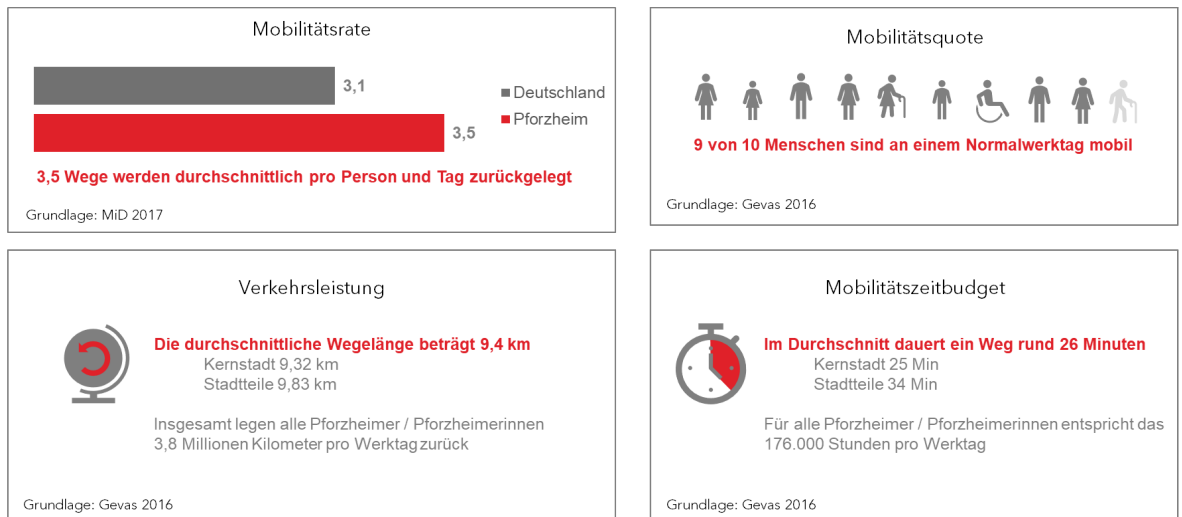 Mobilitätsrate
3,1
3,5
Deutschland
Pforzheim
3,5 Wege werden durchschnittlich pro Person und Tag zurückgelegt
Grundlage: MiD 2017
Mobilitätsquote
9 von 10 Menschen sind an einem Normalwerktag mobil
Grundlage: Gevas 2016
Verkehrsleistung
Die durchschnittliche Wegelänge beträgt 9,4 km
Kernstadt 9,32 km
Stadtteile 9,83 km
Insgesamt legen alle Pforzheimer / Pforzheimerinnen
3,8 Millionen Kilometer pro Werktag zurück
Grundlage: Gevas 2016
Mobilitätszeitbudget
Im Durchschnitt dauert ein Weg rund 26 Minuten
Kernstadt 25 Min
Stadtteile 34 Min
Für alle Pforzheimer / Pforzheimerinnen entspricht das
176.000 Stunden pro Werktag
Grundlage: Gevas 2016